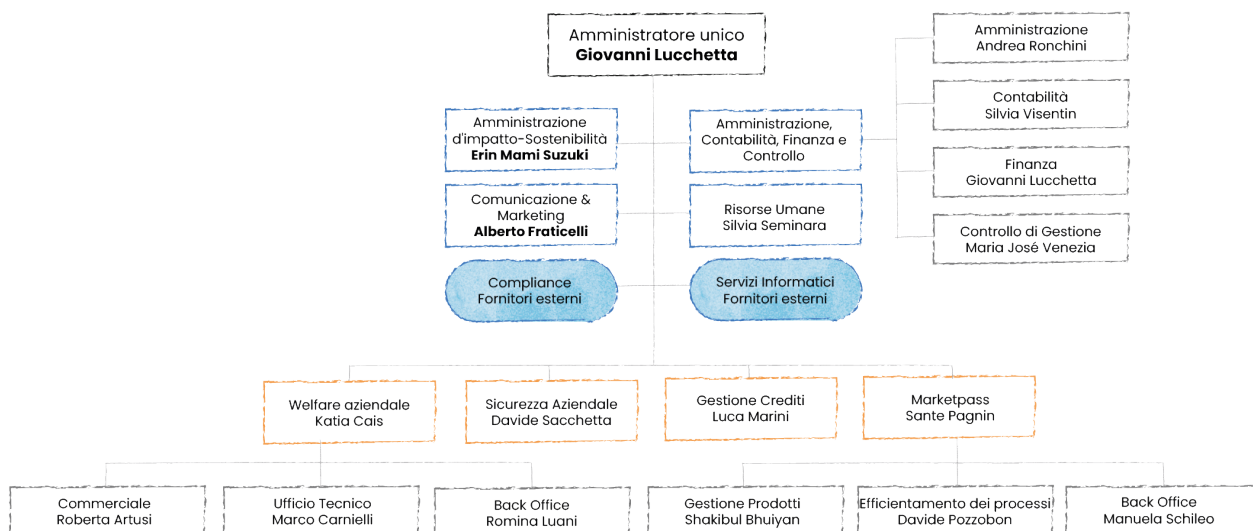 Amministratore unico
Giovanni Lucchetta
Amministrazione
Andrea Ronchini
Contabilità
Silvia Visentin
Finanza
Giovanni Lucchetta
Controllo di Gestione
Maria José Venezia
Amministrazione
d'impatto-Sostenibilità
Erin Mami Suzuki
Amministrazione,
Contabilità, Finanza e
Controllo
Comunicazione &
Marketing
Alberto Fraticelli
Risorse Umane
Silvia Seminara
Compliance
Fornitori esterni
Servizi Informatici
Fornitori esterni
Welfare aziendale
Katia Cais
Sicurezza Aziendale
Davide Sacchetta
Gestione Crediti
Luca Marini
Marketpass
Sante Pagnin
Commerciale
Roberta Artusi
Ufficio Tecnico
Marco Carnielli
Back Office
Romina Luani
Gestione Prodotti
Shakibul Bhuiyan
Efficientamento dei processi
Davide Pozzobon
Back Office
Manuela Schileo